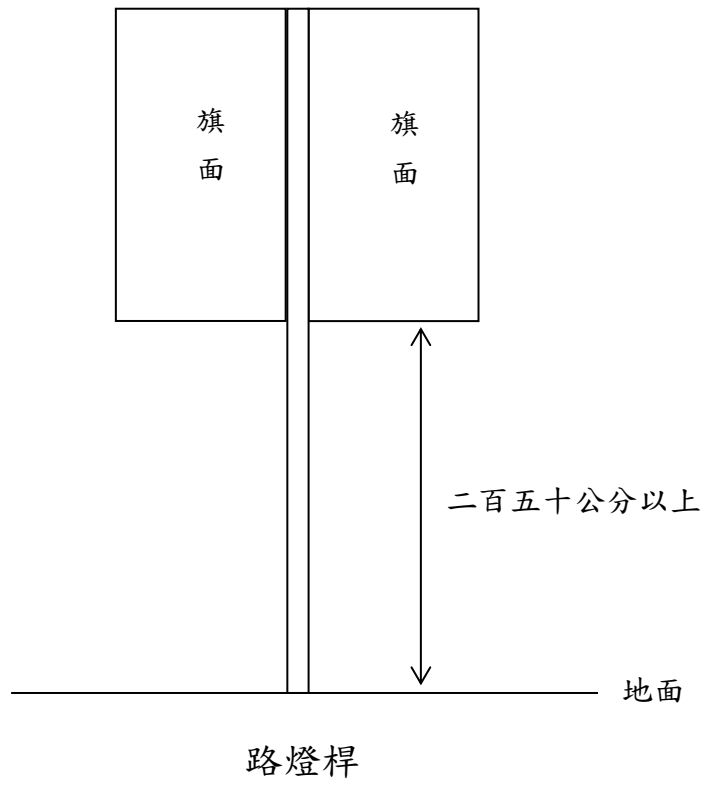 旗面
旗面
二百五十公分以上
地面
路燈桿